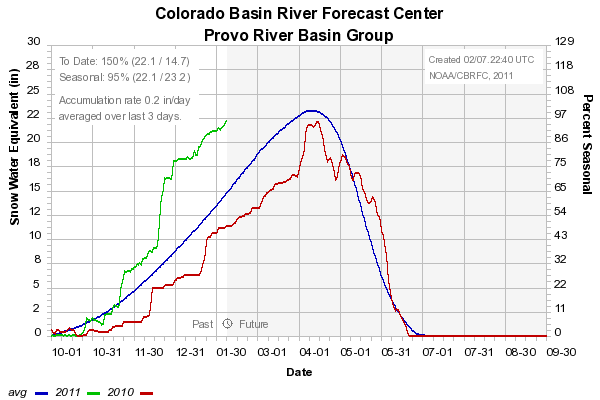 Colorado Basin River Forecast Center
Provo River Basin Group
To Date: 150% (22.1 / 14.7)
Seasonal: 95% (22.1 / 23.2)
Accumulation rate 0.2 in/day
averaged over last 3 days.
Created 02/07.22:40 UTC
NOAA/CBRFC, 2011
Snow Water Equivalent (in)
30
28
25
22
20
18
15
12
10
8
5
2
0
Percent Seasonal
129
118
108
97
86
75
65
54
43
32
22
11
0
Past
Future
10-01 10-31 11-30 12-31 01-30 03-01 04-01 05-01 05-31 07-01 07-31 08-30 09-30
Date
avg 2011 2010